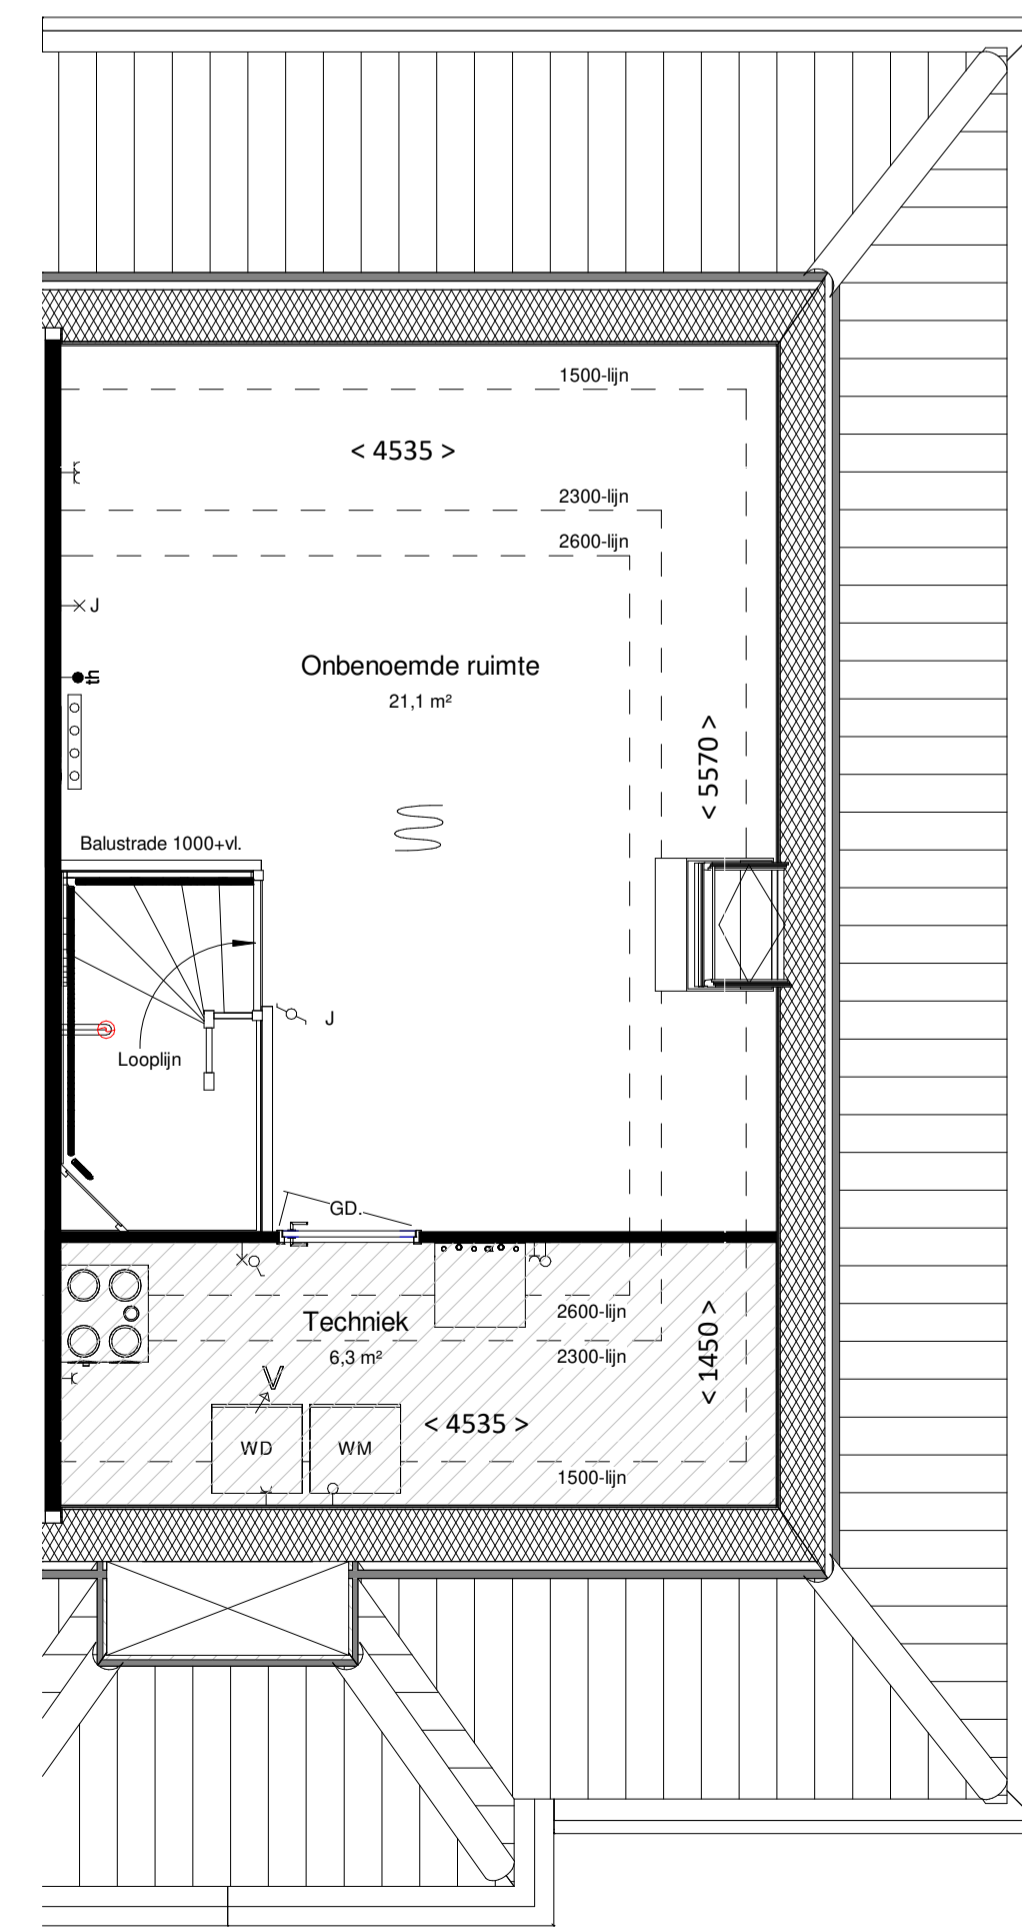 1500-lijn
< 4535 >
2300-lijn
2600-lijn
J
Onbenoemde ruimte
th
21,1 m²
< 5570 >
Balustrade 1000+vl.
J
Looplijn
GD.
2600-lijn
Techniek
< 1450 >
6,3 m²
2300-lijn
V
< 4535 >
WD
WM
1500-lijn